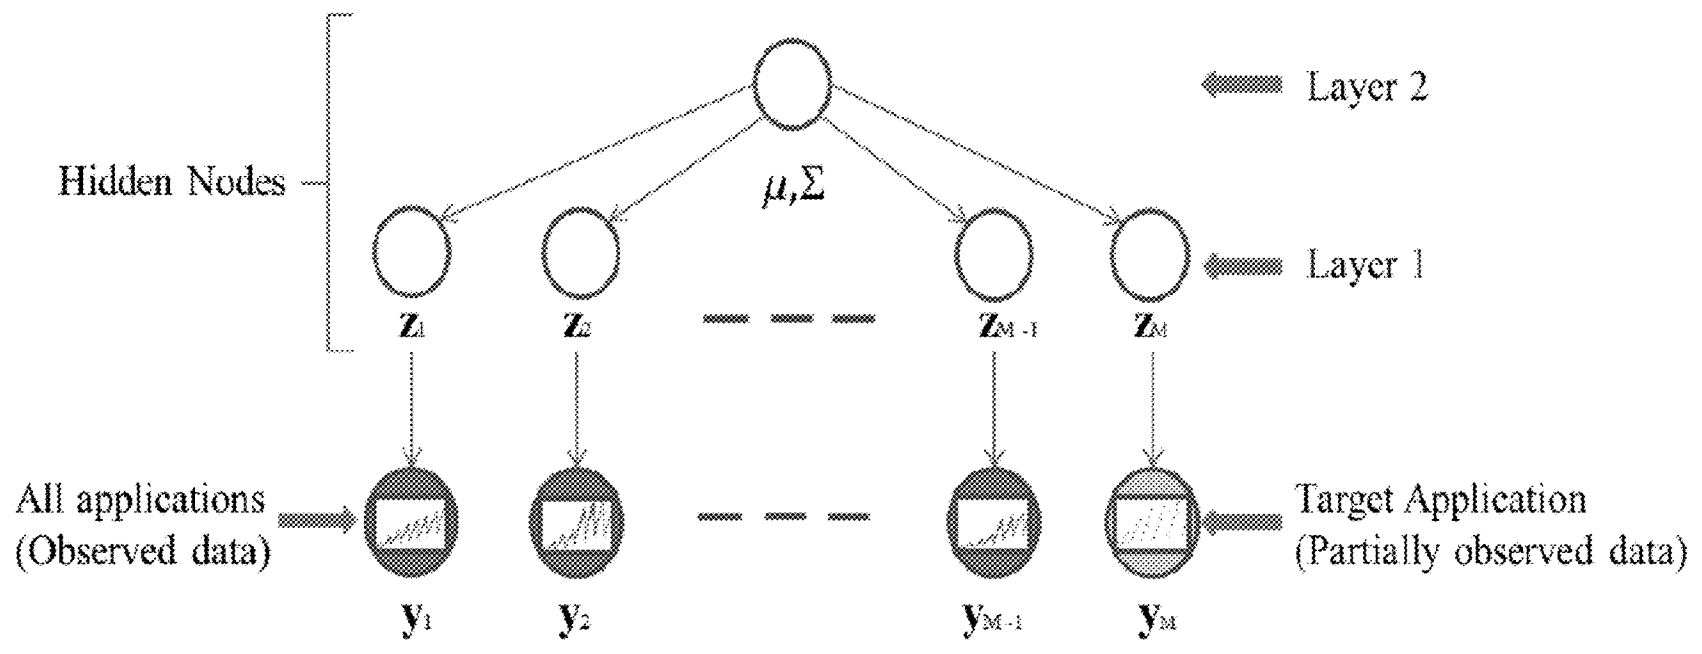 Layer 2
Hidden Nodes
μ,Σ
Layer 1
z1 z2 zM-1 zM
All applications
(Observed data)
Target Application
(Partially observed data)
y1 y2 yM-1 yM